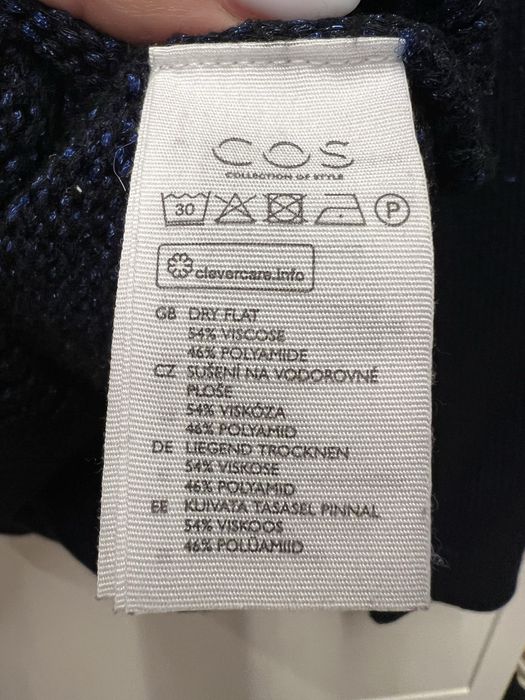 COS
COLLECTION OF STYLE
30 P
clevercare.info
GB DRY FLAT
54% VISCOSE
46% POLYAMIDE
CZ SUŠENÍ NA VODOROVNÉ
PLOŠE
54% VISKÓZA
46% POLYAMID
DE LIEGEND TROCKNEN
54% VISKOSE
46% POLYAMID
EE KUIVATA TASASEL PINNAL
54% VISKOOS
46% POLÜAMIID